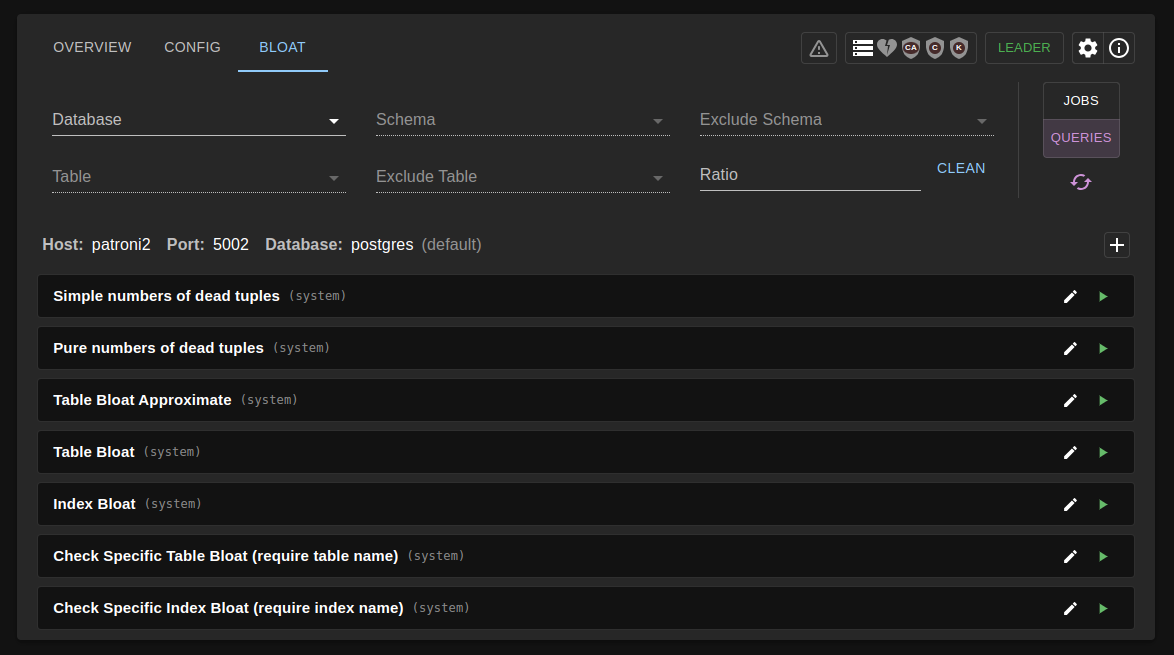 OVERVIEW CONFIG BLOAT CA C K LEADER
JOBS
Database Schema Exclude Schema
QUERIES
Table Exclude Table Ratio CLEAN
Host: patroni2 Port: 5002 Database: postgres (default)
Simple numbers of dead tuples (system)
Pure numbers of dead tuples (system)
Table Bloat Approximate (system)
Table Bloat (system)
Index Bloat (system)
Check Specific Table Bloat (require table name) (system)
Check Specific Index Bloat (require index name) (system)